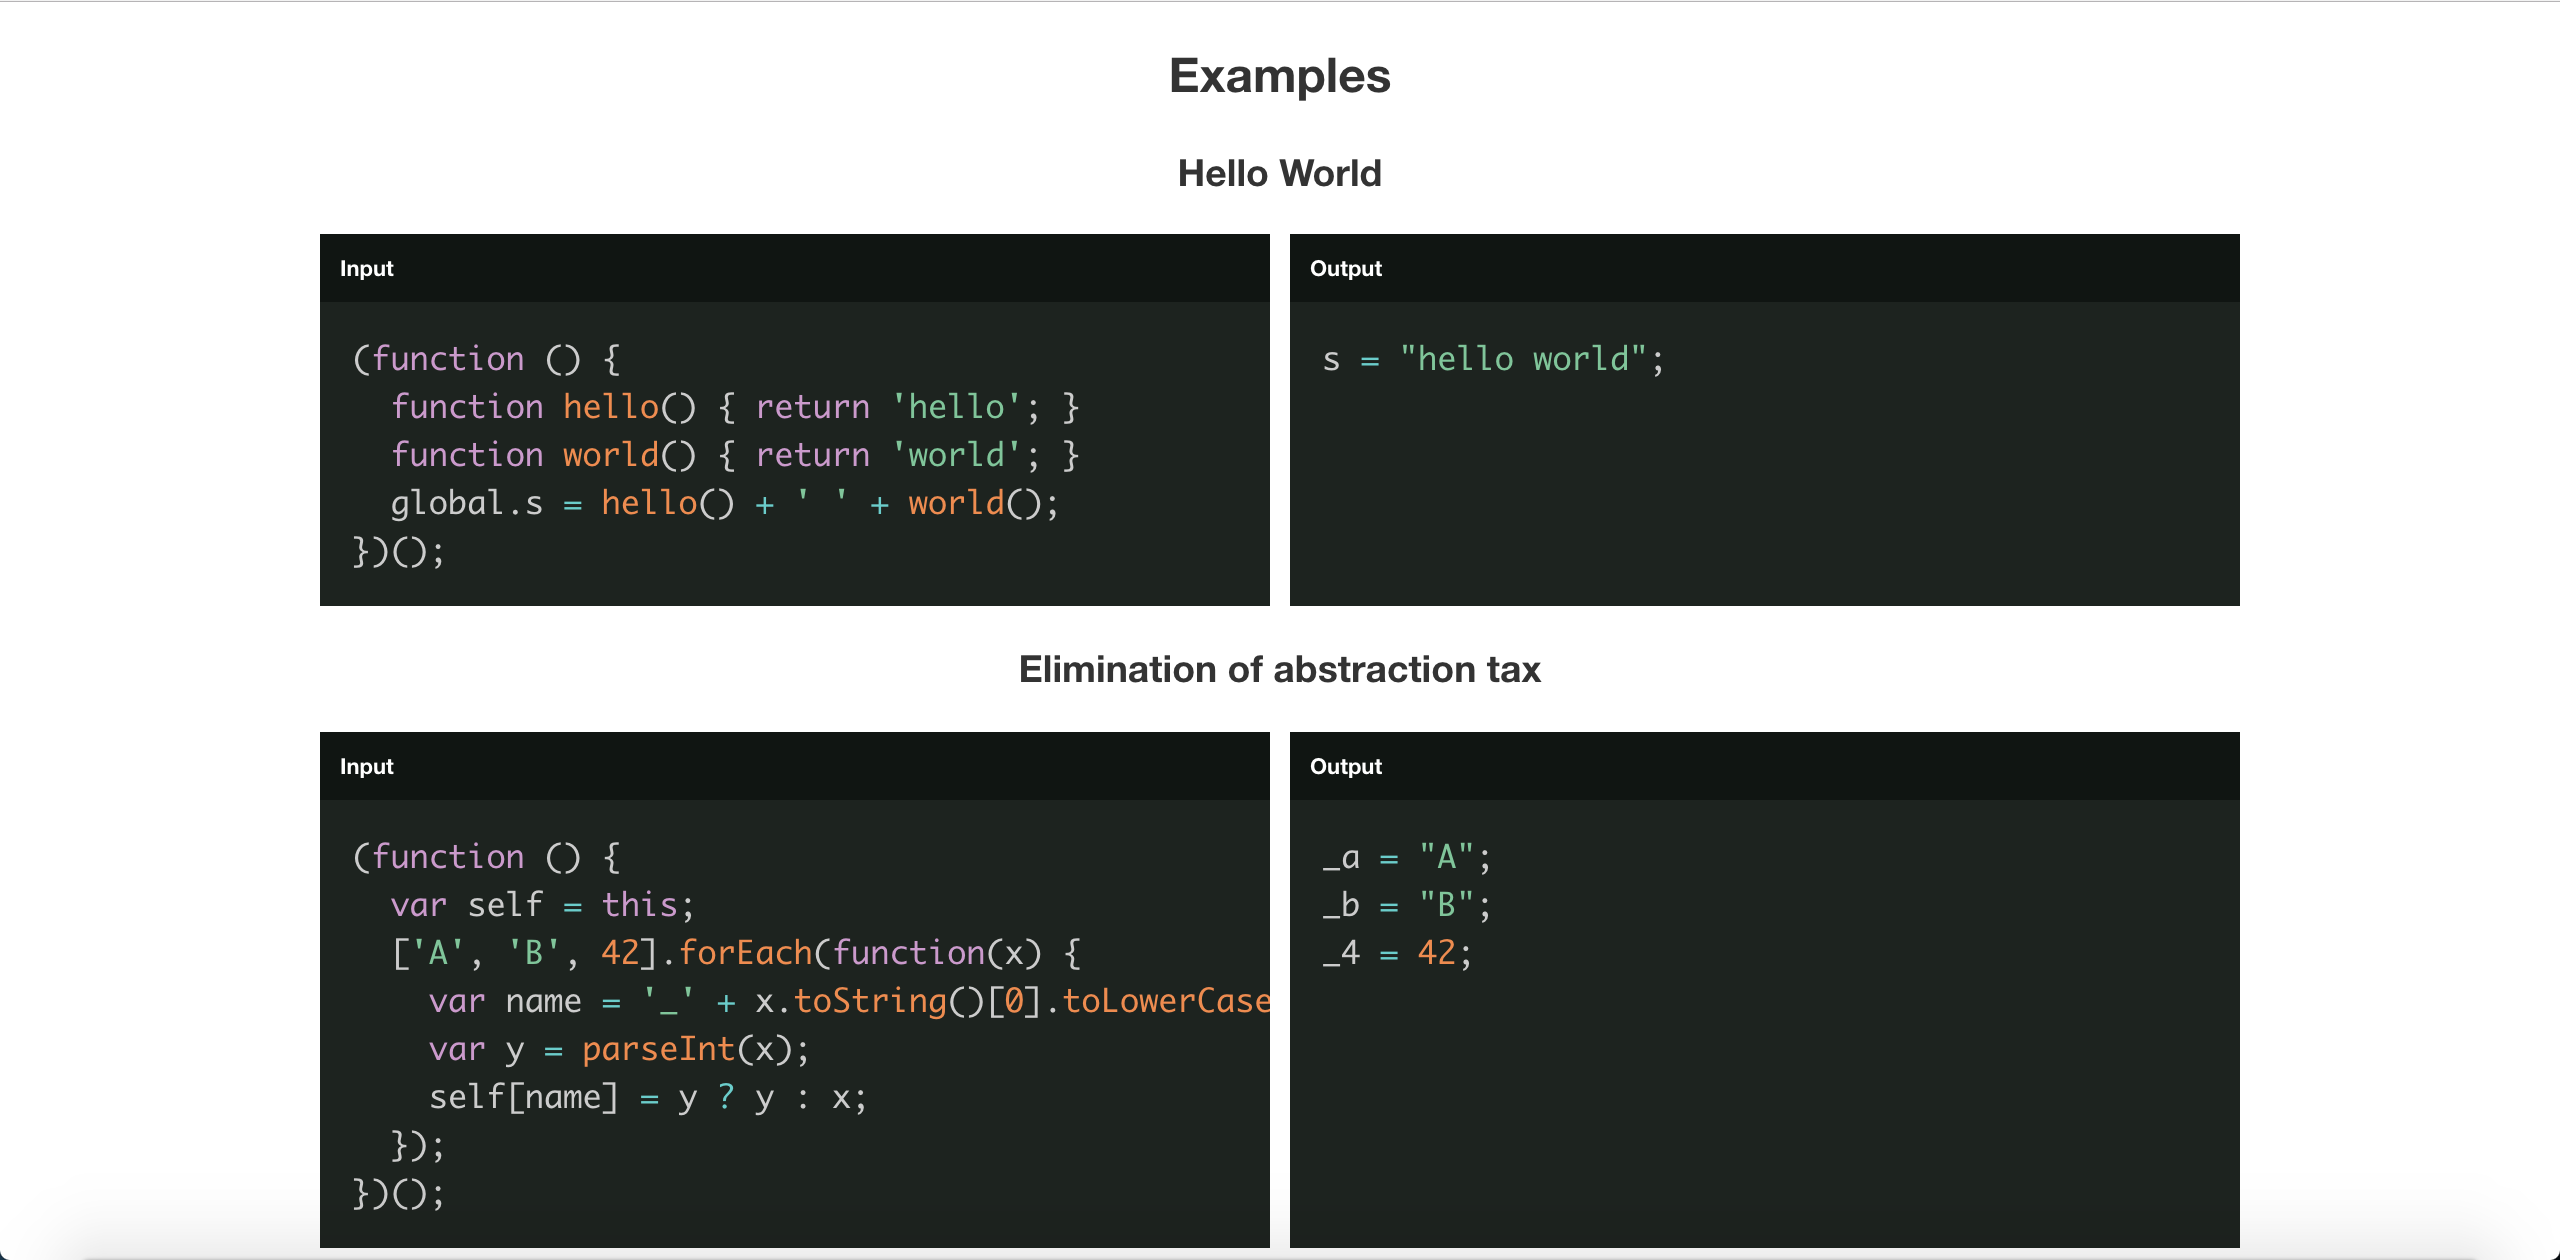 Examples
Hello World
Input
(function () {
  function hello() { return 'hello'; }
  function world() { return 'world'; }
  global.s = hello() + ' ' + world();
})();
Output
s = "hello world";
Elimination of abstraction tax
Input
(function () {
  var self = this;
  ['A', 'B', 42].forEach(function(x) {
    var name = '_' + x.toString()[0].toLowerCase
    var y = parseInt(x);
    self[name] = y ? y : x;
  });
})();
Output
_a = "A";
_b = "B";
_4 = 42;